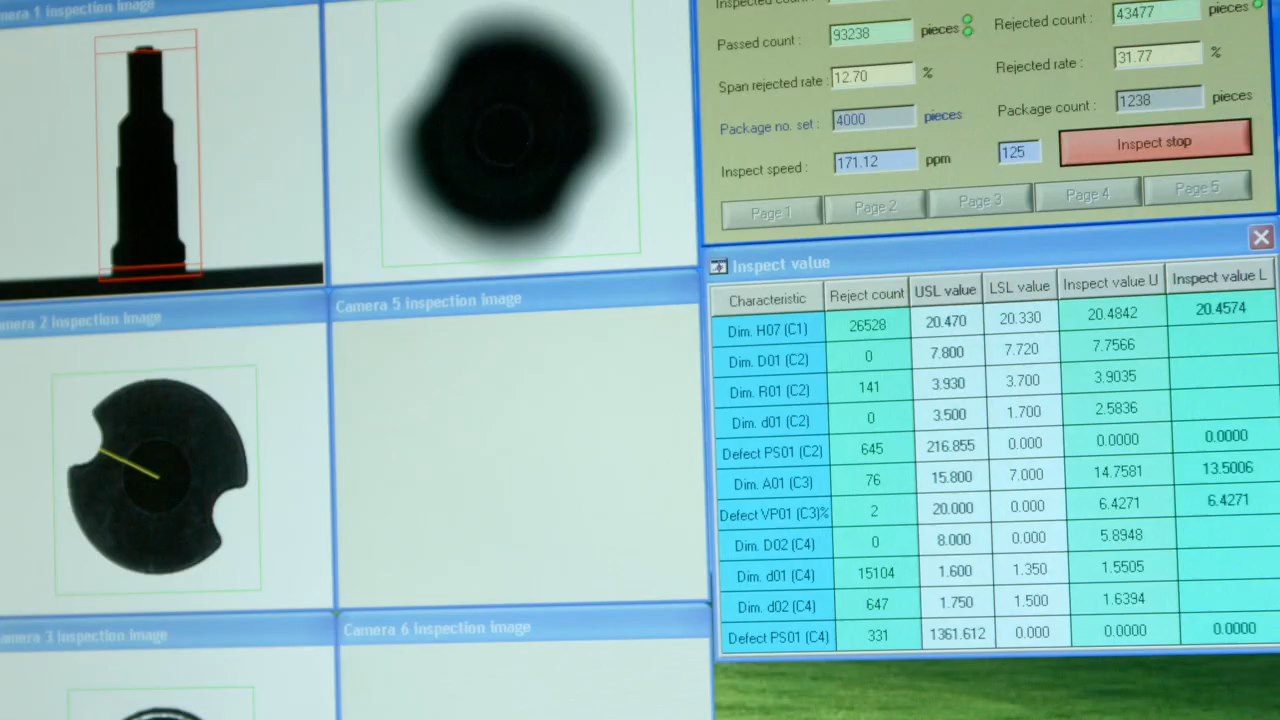 amera 1 inspection image
Inspected count :
Passed count : 93238 pieces
Rejected count : 43477 pieces
Span rejected rate : 12.70 %
Rejected rate : 31.77 %
Package no. set : 4000 pieces
Package count : 1238 pieces
Inspect speed : 171.12 ppm
125
Inspect stop
Page 1 Page 2 Page 3 Page 4 Page 5
amera 2 inspection image
Camera 5 inspection image
amera 3 inspection image
Camera 6 inspection image
Inspect value
Characteristic Reject count USL value LSL value Inspect value U Inspect value L
Dim. H07 (C1) 26528 20.470 20.330 20.4842 20.4574
Dim. D01 (C2) 0 7.800 7.720 7.7566
Dim. R01 (C2) 141 3.930 3.700 3.9035
Dim. d01 (C2) 0 3.500 1.700 2.5836
Defect PS01 (C2) 645 216.855 0.000 0.0000 0.0000
Dim. A01 (C3) 76 15.800 7.000 14.7581 13.5006
Defect VP01 (C3)% 2 20.000 0.000 6.4271 6.4271
Dim. D02 (C4) 0 8.000 0.000 5.8948
Dim. d01 (C4) 15104 1.600 1.350 1.5505
Dim. d02 (C4) 647 1.750 1.500 1.6394
Defect PS01 (C4) 331 1361.612 0.000 0.0000 0.0000